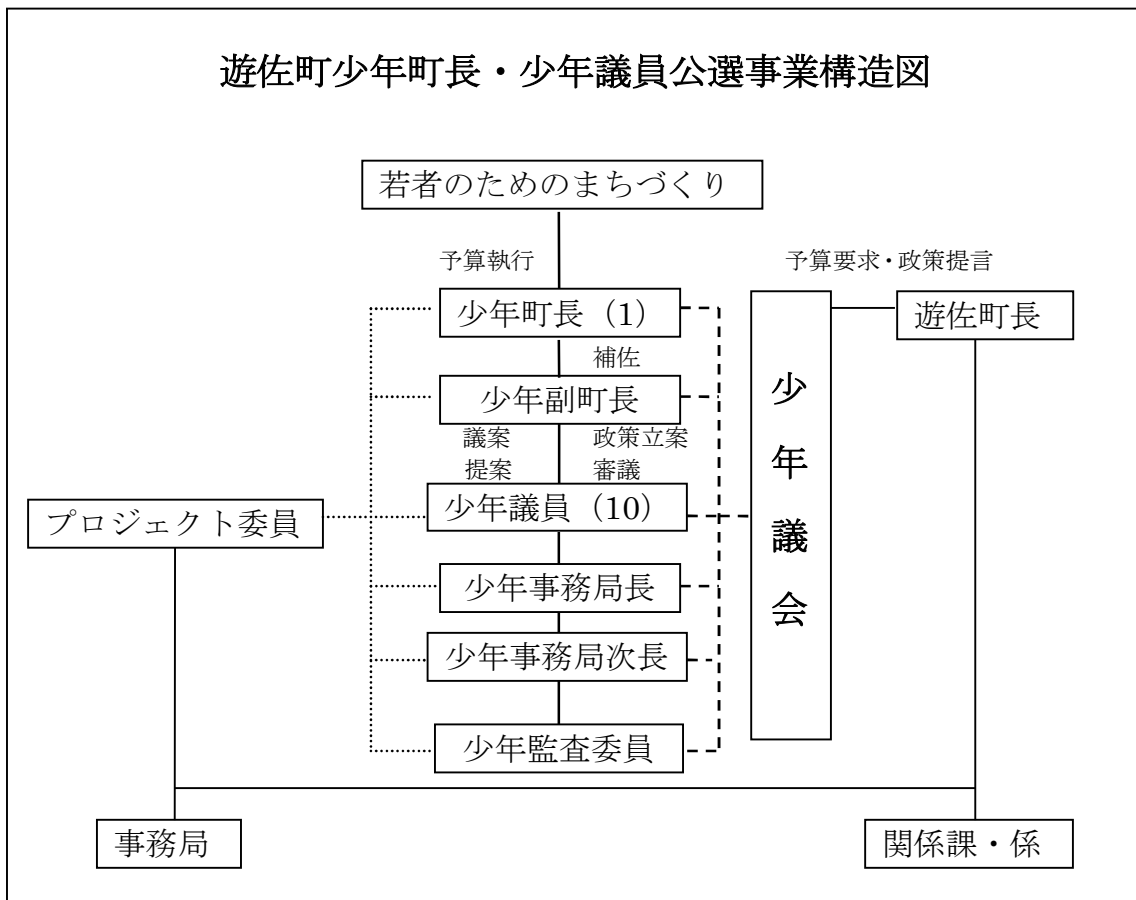 遊佐町少年町長・少年議員公選事業構造図
若者のためのまちづくり
予算執行
予算要求・政策提言
少年町長（1）
遊佐町長
補佐
少年副町長
議案
提案
政策立案
審議
少年議員（10）
プロジェクト委員
少年議会
少年事務局長
少年事務局次長
少年監査委員
事務局
関係課・係